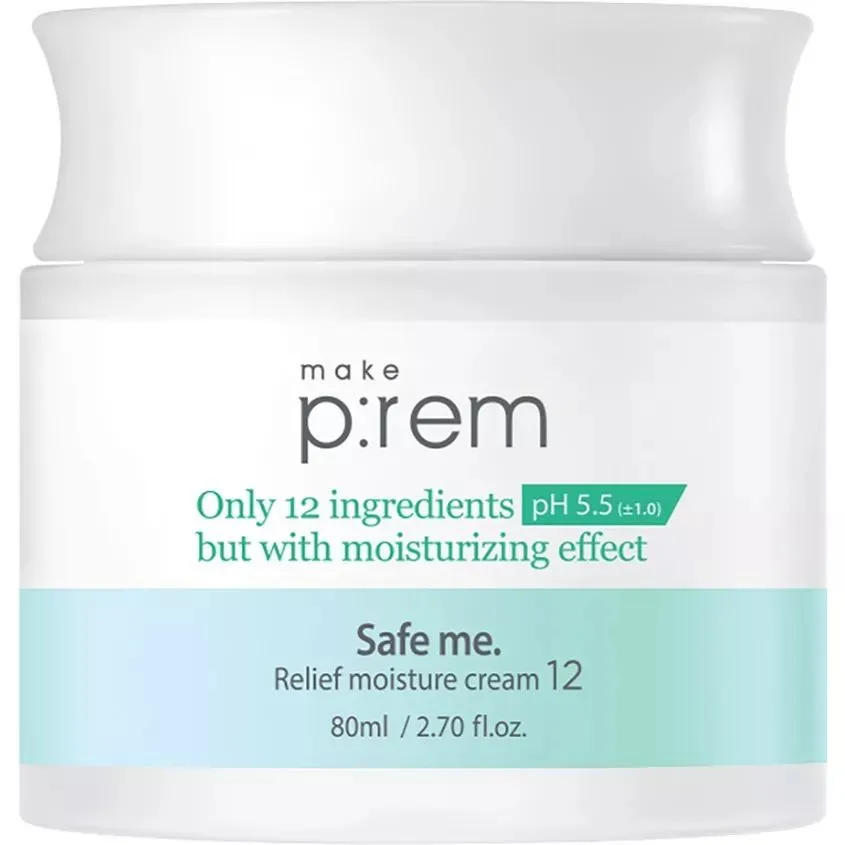 make
p:rem
Only 12 ingredients pH 5.5 (±1.0)
but with moisturizing effect
Safe me.
Relief moisture cream 12
80ml / 2.70 fl.oz.